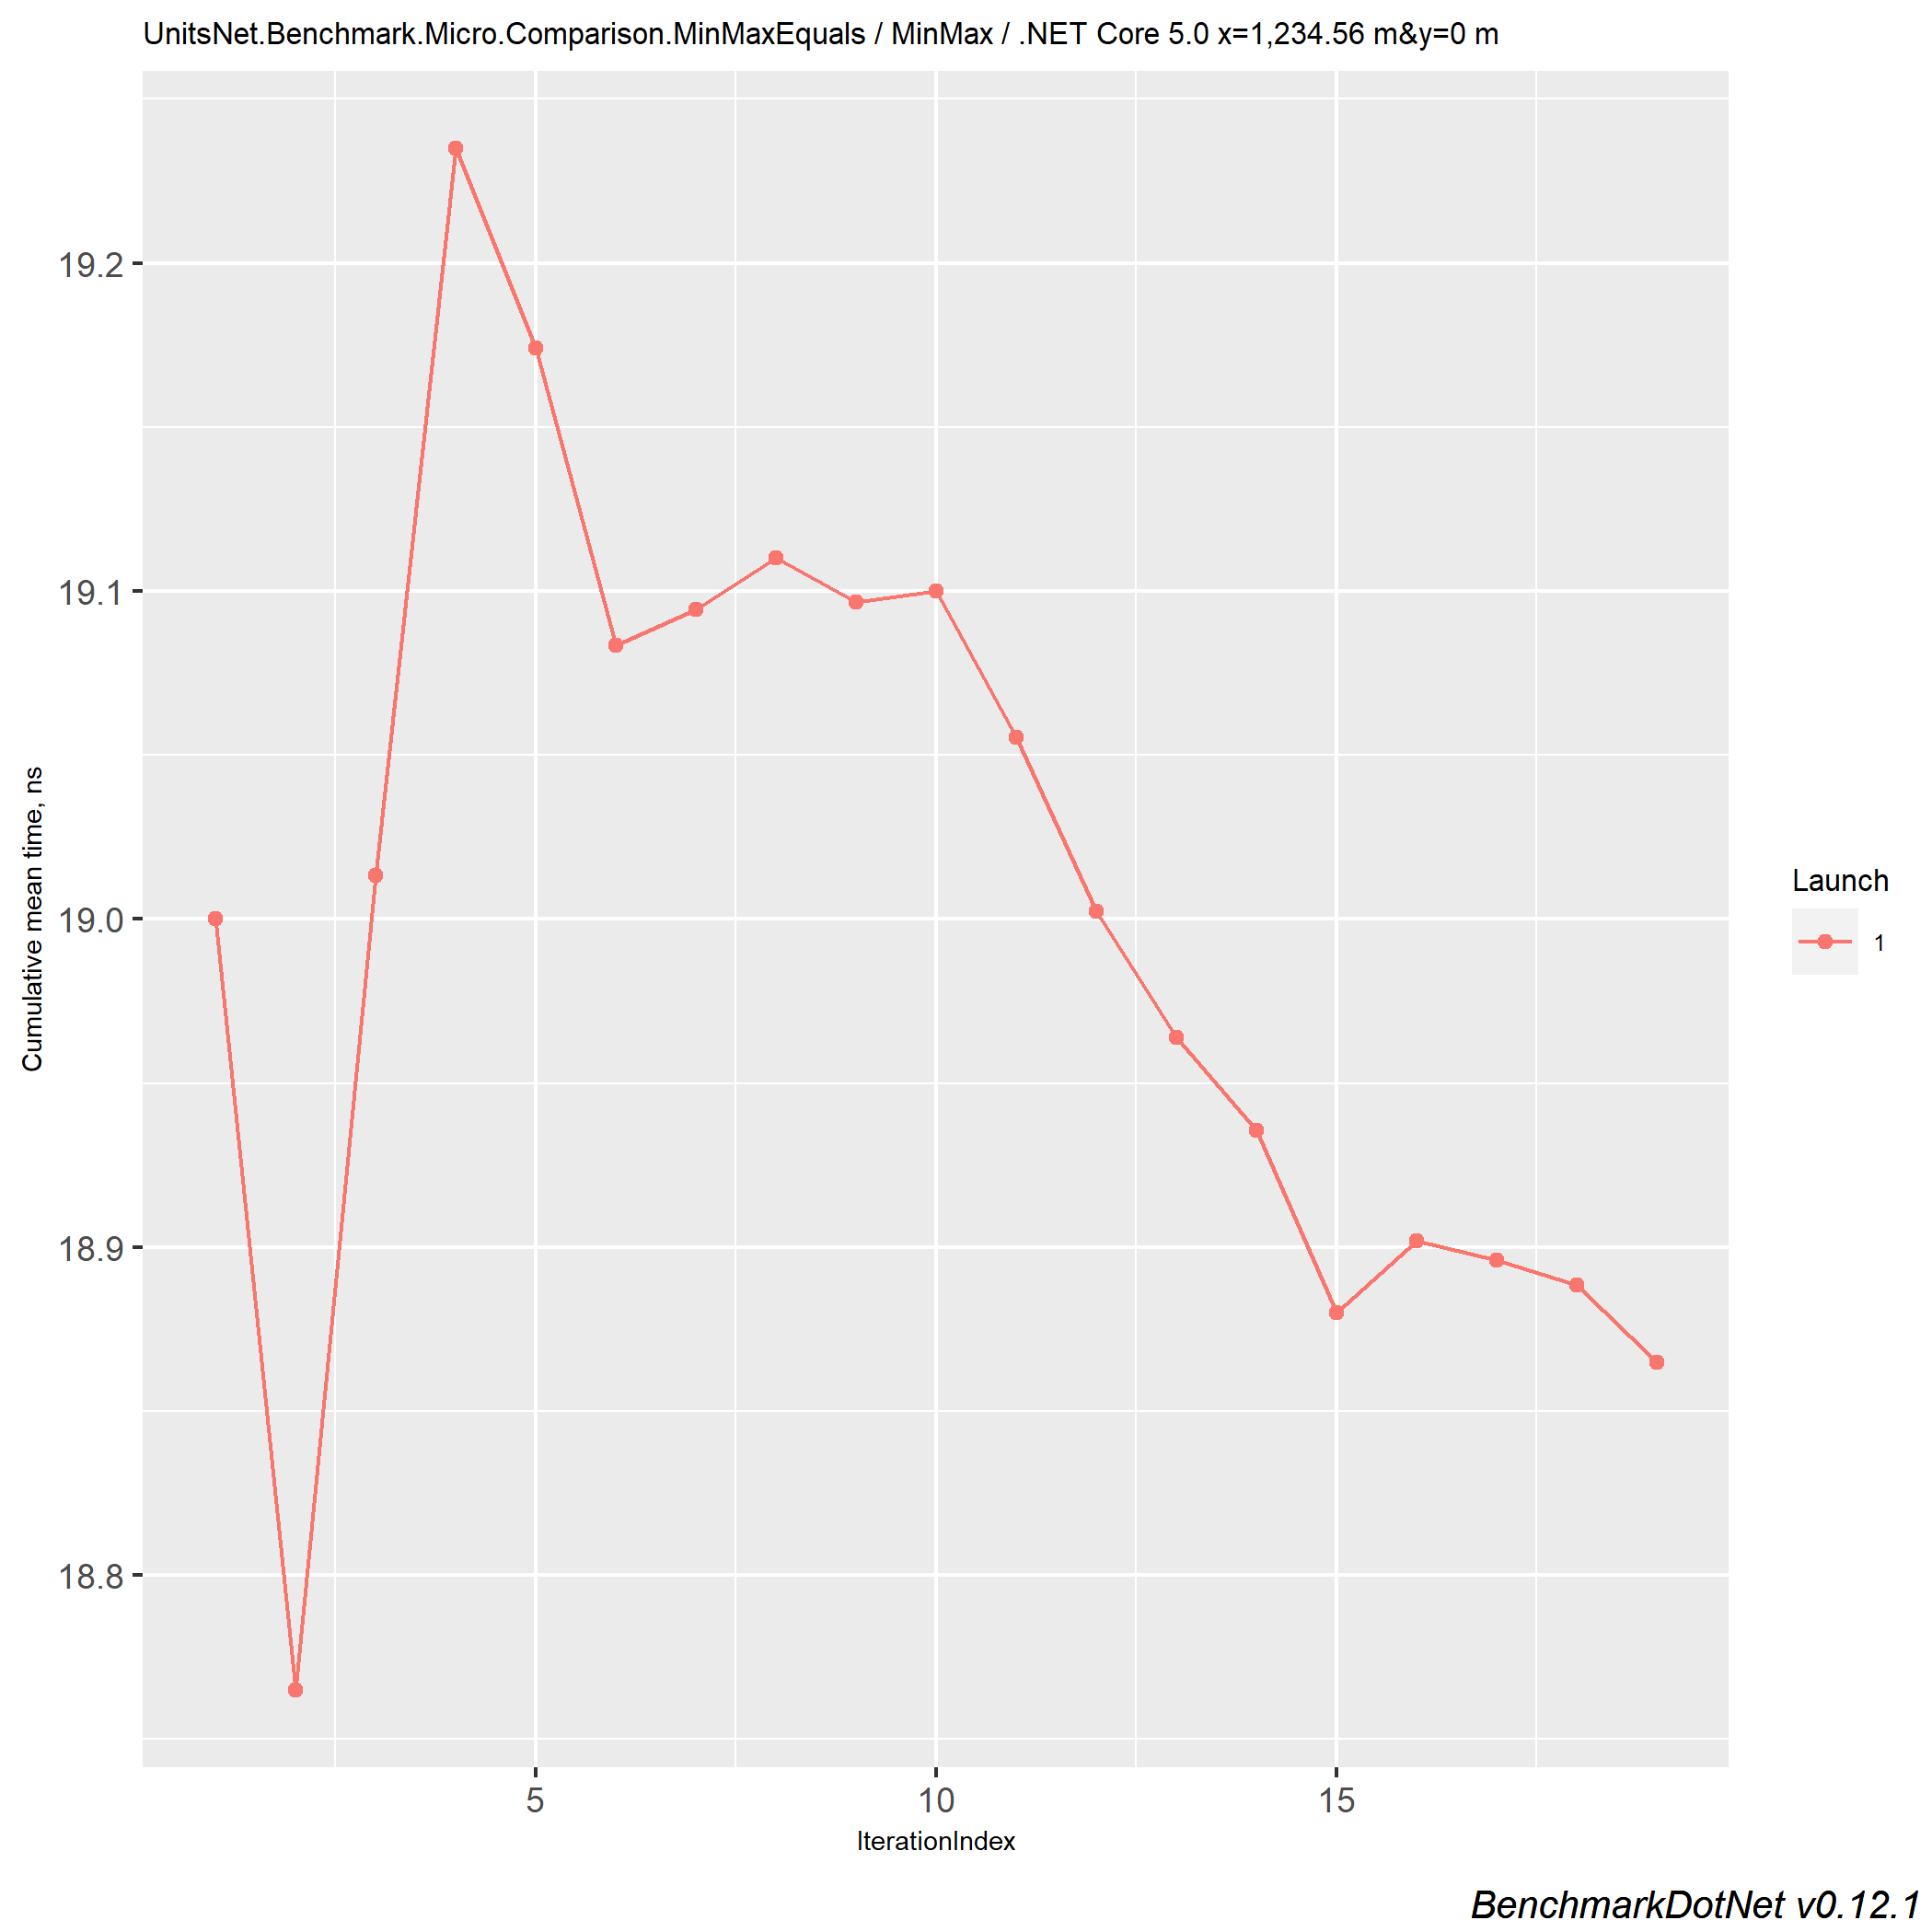 UnitsNet.Benchmark.Micro.Comparison.MinMaxEquals / MinMax / .NET Core 5.0 x=1,234.56 m&y=0 m
19.2
19.1
19.0
18.9
18.8
Cumulative mean time, ns
5 10 15
IterationIndex
Launch
1
BenchmarkDotNet v0.12.1